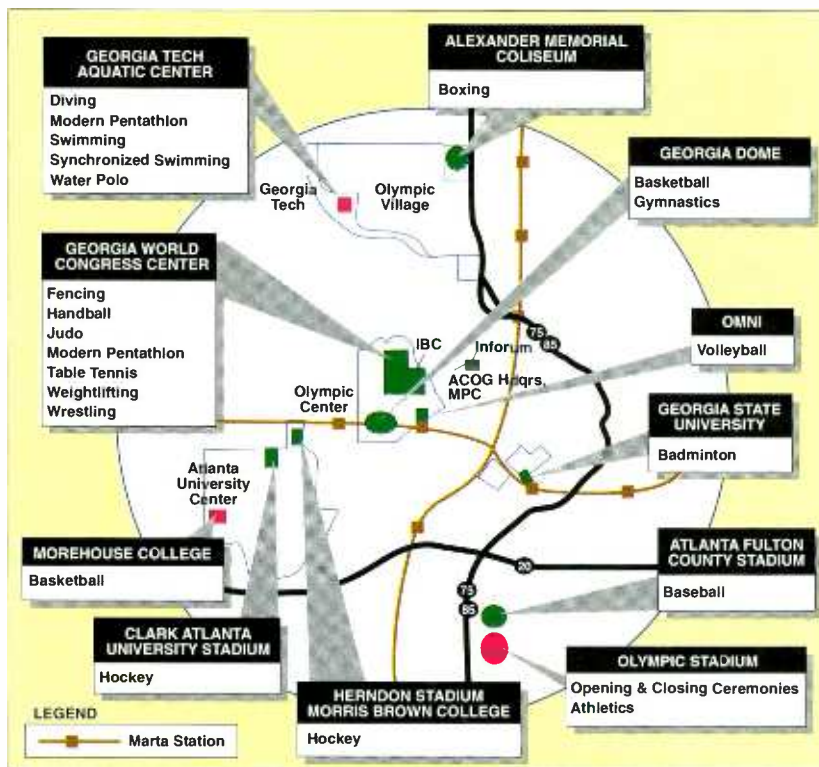 GEORGIA TECH
AQUATIC CENTER
Diving
Modern Pentathlon
Swimming
Synchronized Swimming
Water Polo
ALEXANDER MEMORIAL
COLISEUM
Boxing
GEORGIA DOME
Basketball
Gymnastics
Georgia
Tech
Olympic
Village
GEORGIA WORLD
CONGRESS CENTER
Fencing
Handball
Judo
Modern Pentathlon
Table Tennis
Weightlifting
Wrestling
75
85
IBC
Inforum
ACOG Hdqrs,
MPC
Olympic
Center
OMNI
Volleyball
GEORGIA STATE
UNIVERSITY
Badminton
Atlanta
University
Center
MOREHOUSE COLLEGE
Basketball
20
75
85
ATLANTA FULTON
COUNTY STADIUM
Baseball
CLARK ATLANTA
UNIVERSITY STADIUM
Hockey
OLYMPIC STADIUM
Opening & Closing Ceremonies
Athletics
HERNDON STADIUM
MORRIS BROWN COLLEGE
Hockey
LEGEND
Marta Station